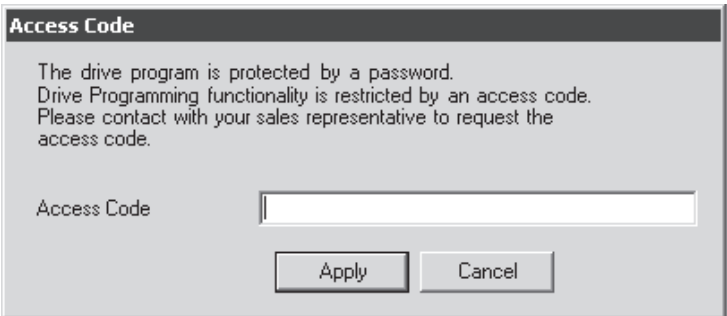 Access Code
The drive program is protected by a password.
Drive Programming functionality is restricted by an access code.
Please contact with your sales representative to request the
access code.
Access Code
Apply Cancel